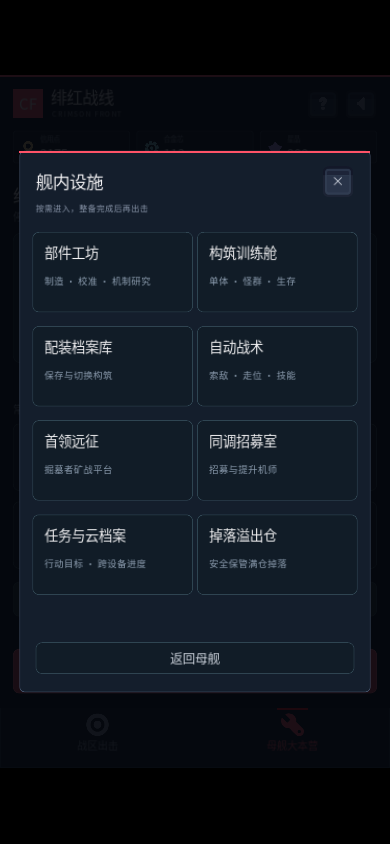 CF
绯红战线
?
舰内设施
×
按需进入，整备完成后再出击
部件工坊
构筑训练舱
制造 · 校准 · 机制研究
单体 · 怪群 · 生存
配装档案库
自动战术
保存与切换构筑
索敌 · 走位 · 技能
首领远征
同调招募室
掘墓者矿战平台
招募与提升机师
任务与云档案
掉落溢出仓
行动目标 · 跨设备进度
安全保管满仓掉落
返回母舰